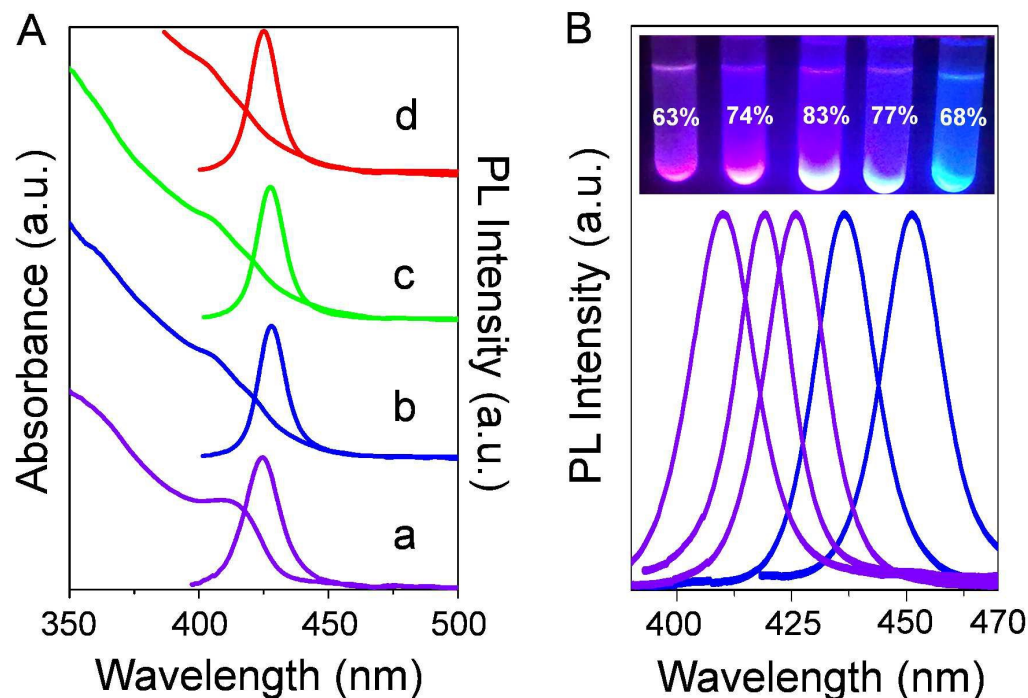 A
Absorbance (a.u.)
d
c
b
a
350 400 450 500
Wavelength (nm)
PL Intensity (a.u.)
B
PL Intensity (a.u.)
63% 74% 83% 77% 68%
400 425 450 470
Wavelength (nm)